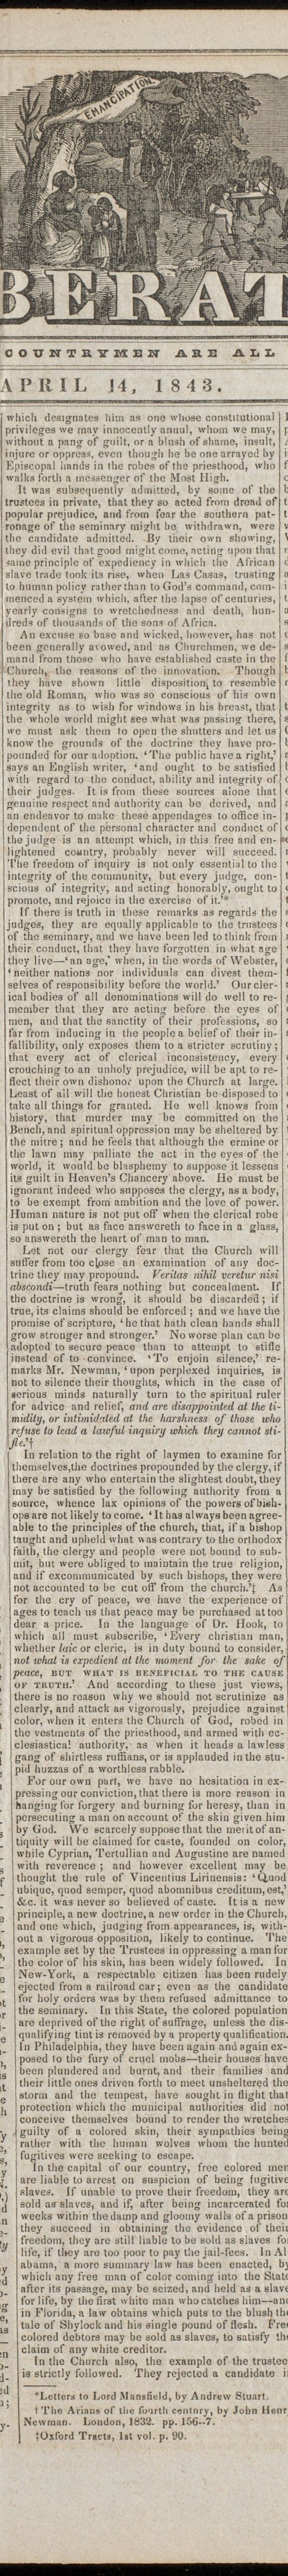 EMANCIPATION
BERAT
COUNTRYMEN ARE ALL
APRIL 14, 1843.
which designates him as one whose constitutional
privileges we may innocently annul, whom we may,
without a pang of guilt, or a blush of shame, insult,
injure or oppress, even though he be one arrayed by
Episcopal hands in the robes of the priesthood, who
walks forth a messenger of the Most High.
It was subsequently admitted, by some of the
trustees in private, that they so acted from dread of
popular prejudice, and from fear the southern pat-
ronage of the seminary might be withdrawn, were
the candidate admitted. By their own showing,
they did evil that good might come, acting upon that
same principle of expediency in which the African
slave trade took its rise, when Las Casas, trusting
to human policy rather than to God's command, com-
menced a system which, after the lapse of centuries,
yearly consigns to wretchedness and death, hun-
dreds of thousands of the sons of Africa.
An excuse so base and wicked, however, has not
been generally avowed, and as Churchmen, we de-
mand from those who have established caste in the
Church, the reasons of the innovation. Though
they have shown little disposition to resemble
the old Roman, who was so conscious of his own
integrity as to wish for windows in his breast, that
the whole world might see what was passing there,
we must ask them to open the shutters and let us
know the grounds of the doctrine they have pro-
pounded for our adoption. 'The public have a right,'
says an English writer, 'and ought to be satisfied
with regard to the conduct, ability and integrity of
their judges. It is from these sources alone that
genuine respect and authority can be derived, and
an endeavor to make these appendages to office in-
dependent of the personal character and conduct of
the judge is an attempt which, in this free and en-
lightened country, probably never will succeed.
The freedom of inquiry is not only essential to the
integrity of the community, but every judge, con-
scious of integrity, and acting honorably, ought to
promote, and rejoice in the exercise of it.'*
If there is truth in these remarks as regards the
judges, they are equally applicable to the trustees
of the seminary, and we have been led to think from
their conduct, that they have forgotten in what age
they live—'an age,' when, in the words of Webster,
'neither nations nor individuals can divest them-
selves of responsibility before the world.' Our cler-
ical bodies of all denominations will do well to re-
member that they are acting before the eyes of
men, and that the sanctity of their professions, so
far from inducing in the people a belief of their in-
fallibility, only exposes them to a stricter scrutiny;
that every act of clerical inconsistency, every
crouching to an unholy prejudice, will be apt to re-
flect their own dishonor upon the Church at large.
Least of all will the honest Christian be disposed to
take all things for granted. He well knows from
history, that murder may be committed on the
Bench, and spiritual oppression may be sheltered by
the mitre; and he feels that although the ermine or
the lawn may palliate the act in the eyes of the
world, it would be blasphemy to suppose it lessens
its guilt in Heaven's Chancery above. He must be
ignorant indeed who supposes the clergy, as a body,
to be exempt from ambition and the love of power.
Human nature is not put off when the clerical robe
is put on; but as face answereth to face in a glass,
so answereth the heart of man to man.
Let not our clergy fear that the Church will
suffer from too close an examination of any doc-
trine they may propound. Veritas nihil veretur nisi
abscondi—truth fears nothing but concealment. If
the doctrine is wrong, it should be discarded; if
true, its claims should be enforced; and we have the
promise of scripture, 'he that hath clean hands shall
grow stronger and stronger.' No worse plan can be
adopted to secure peace than to attempt to stifle
instead of to convince. 'To enjoin silence,' re-
marks Mr. Newman, 'upon perplexed inquiries, is
not to silence their thoughts, which in the case of
serious minds naturally turn to the spiritual ruler
for advice and relief, and are disappointed at the ti-
midity, or intimidated at the harshness of those who
refuse to lead a lawful inquiry which they cannot sti-
fle.'†
In relation to the right of laymen to examine for
themselves, the doctrines propounded by the clergy, if
there are any who entertain the slightest doubt, they
may be satisfied by the following authority from a
source, whence lax opinions of the powers of bish-
ops are not likely to come. 'It has always been agree-
able to the principles of the church, that, if a bishop
taught and upheld what was contrary to the orthodox
faith, the clergy and people were not bound to sub-
mit, but were obliged to maintain the true religion,
and if excommunicated by such bishops, they were
not accounted to be cut off from the church.'‡ As
for the cry of peace, we have the experience of
ages to teach us that peace may be purchased at too
dear a price. In the language of Dr. Hook, to
which all must subscribe, 'Every christian man,
whether laic or cleric, is in duty bound to consider,
not what is expedient at the moment for the sake of
peace, BUT WHAT IS BENEFICIAL TO THE CAUSE
OF TRUTH.' And according to these just views,
there is no reason why we should not scrutinize as
clearly, and attack as vigorously, prejudice against
color, when it enters the Church of God, robed in
the vestments of the priesthood, and armed with ec-
clesiastical authority, as when it heads a lawless
gang of shirtless ruffians, or is applauded in the stu-
pid huzzas of a worthless rabble.
For our own part, we have no hesitation in ex-
pressing our conviction, that there is more reason in
hanging for forgery and burning for heresy, than in
persecuting a man on account of the skin given him
by God. We scarcely suppose that the merit of an-
tiquity will be claimed for caste, founded on color,
while Cyprian, Tertullian and Augustine are named
with reverence; and however excellent may be
thought the rule of Vincentius Lirinensis: 'Quod
ubique, quod semper, quod abomnibus creditum, est,'
&c. it was never so believed of caste. It is a new
principle, a new doctrine, a new order in the Church,
and one which, judging from appearances, is, with-
out a vigorous opposition, likely to continue. The
example set by the Trustees in oppressing a man for
the color of his skin, has been widely followed. In
New-York, a respectable citizen has been rudely
ejected from a railroad car; even as the candidate
for holy orders was by them refused admittance to
the seminary. In this State, the colored population
are deprived of the right of suffrage, unless the dis-
qualifying tint is removed by a property qualification.
In Philadelphia, they have been again and again ex-
posed to the fury of cruel mobs—their houses have
been plundered and burnt, and their families and
their little ones driven forth to meet unsheltered the
storm and the tempest, have sought in flight that
protection which the municipal authorities did not
conceive themselves bound to render the wretches
guilty of a colored skin, their sympathies being
rather with the human wolves whom the hunted
fugitives were seeking to escape.
In the capital of our country, free colored men
are liable to arrest on suspicion of being fugitive
slaves. If unable to prove their freedom, they are
sold as slaves, and if, after being incarcerated for
weeks within the damp and gloomy walls of a prison
they succeed in obtaining the evidence of their
freedom, they are still liable to be sold as slaves for
life, if they are too poor to pay the jail-fees. In Al
abama, a more summary law has been enacted, by
which any free man of color coming into the State
after its passage, may be seized, and held as a slave
for life, by the first white man who catches him—and
in Florida, a law obtains which puts to the blush the
tale of Shylock and his single pound of flesh. Free
colored debtors may be sold as slaves, to satisfy the
claim of any white creditor.
In the Church also, the example of the trustee
is strictly followed. They rejected a candidate i
*Letters to Lord Mansfield, by Andrew Stuart.
† The Arians of the fourth century, by John Henr
Newman. London, 1832. pp. 156--7.
‡Oxford Tracts, 1st vol. p. 90.